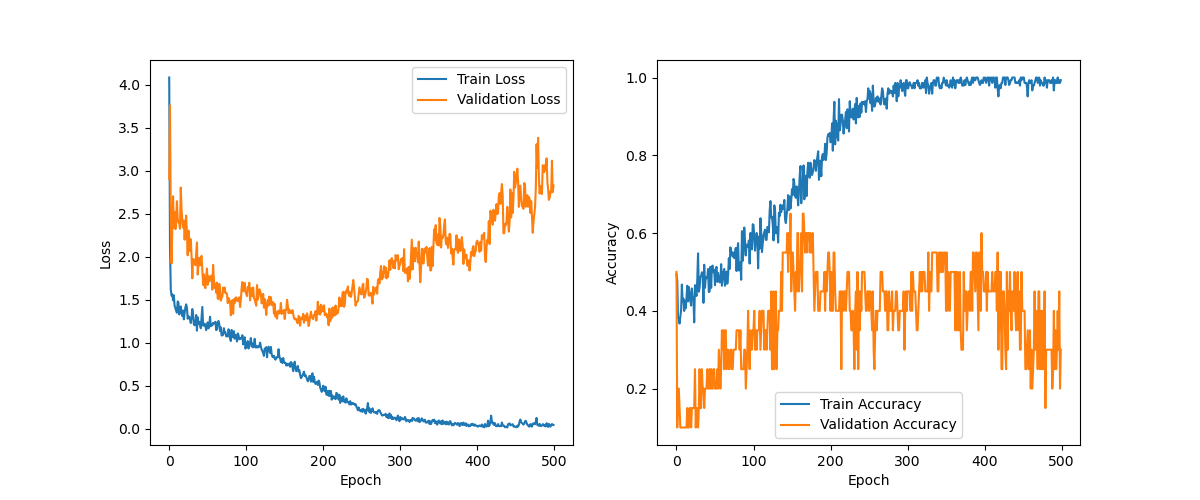 Train Loss
Validation Loss
4.0
3.5
3.0
2.5
2.0
1.5
1.0
0.5
0.0
Loss
0 100 200 300 400 500
Epoch
1.0
0.8
0.6
0.4
0.2
Accuracy
Train Accuracy
Validation Accuracy
0 100 200 300 400 500
Epoch